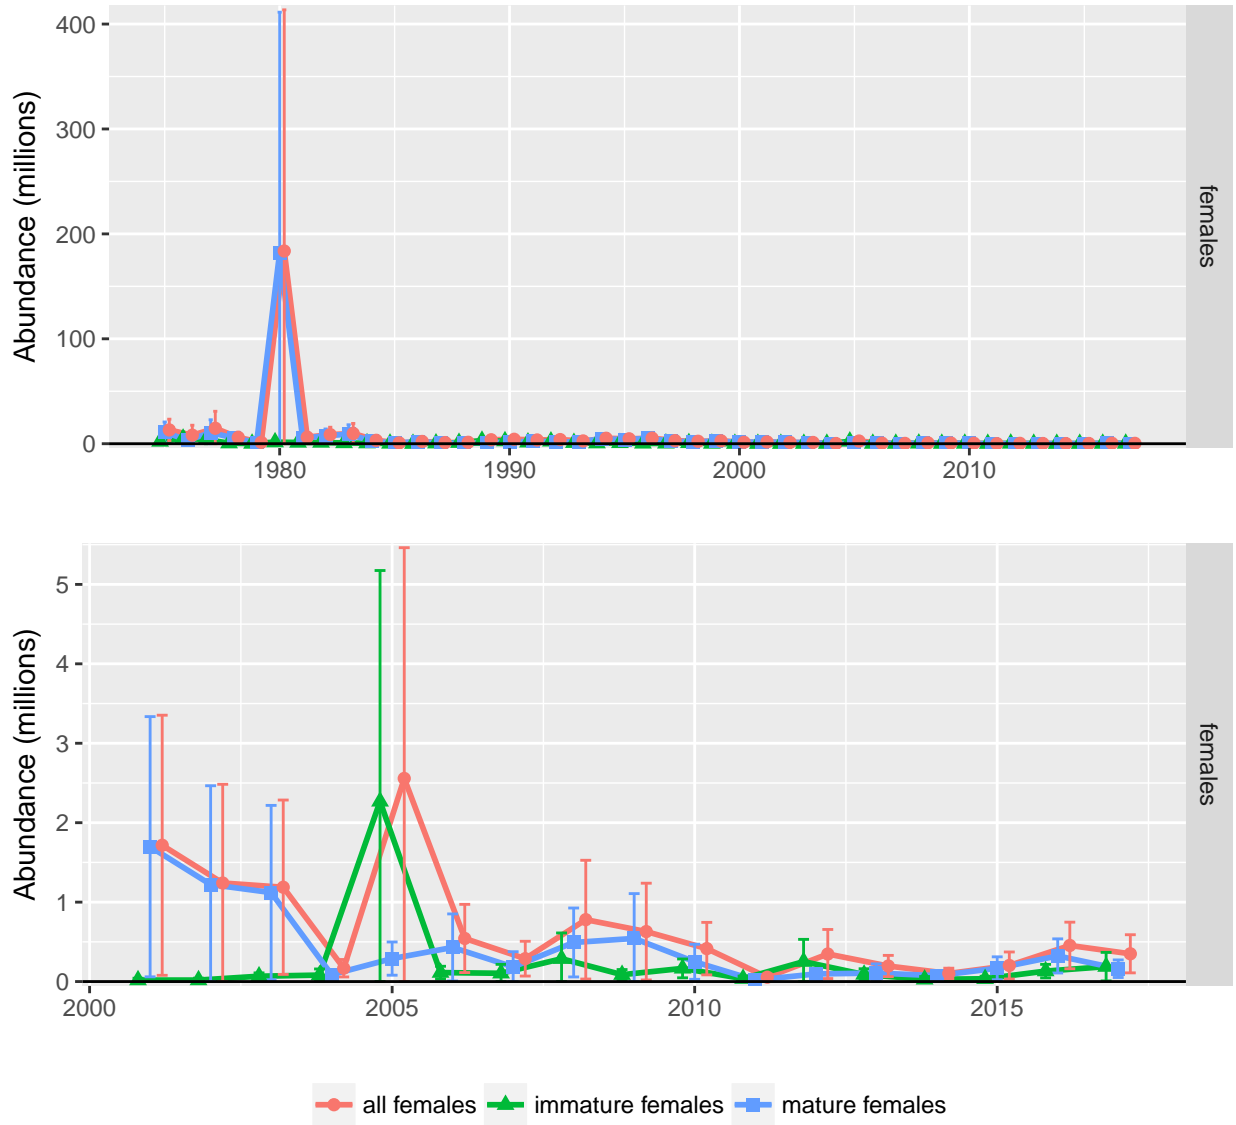 400
300
200
100
0
Abundance (millions)
females
1980 1990 2000 2010
5
4
3
2
1
0
Abundance (millions)
females
2000 2005 2010 2015
all females immature females mature females